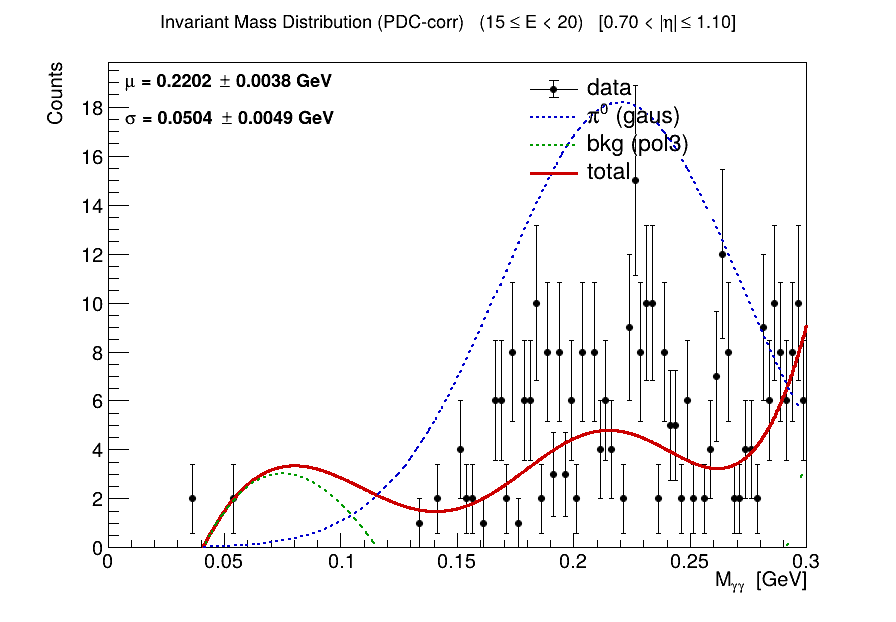 Invariant Mass Distribution (PDC-corr) (15 ≤ E < 20) [0.70 < |η| ≤ 1.10]
Counts
μ = 0.2202 ± 0.0038 GeV
σ = 0.0504 ± 0.0049 GeV
data
π⁰ (gaus)
bkg (pol3)
total
18
16
14
12
10
8
6
4
2
0
0 0.05 0.1 0.15 0.2 0.25 0.3
Mγγ [GeV]